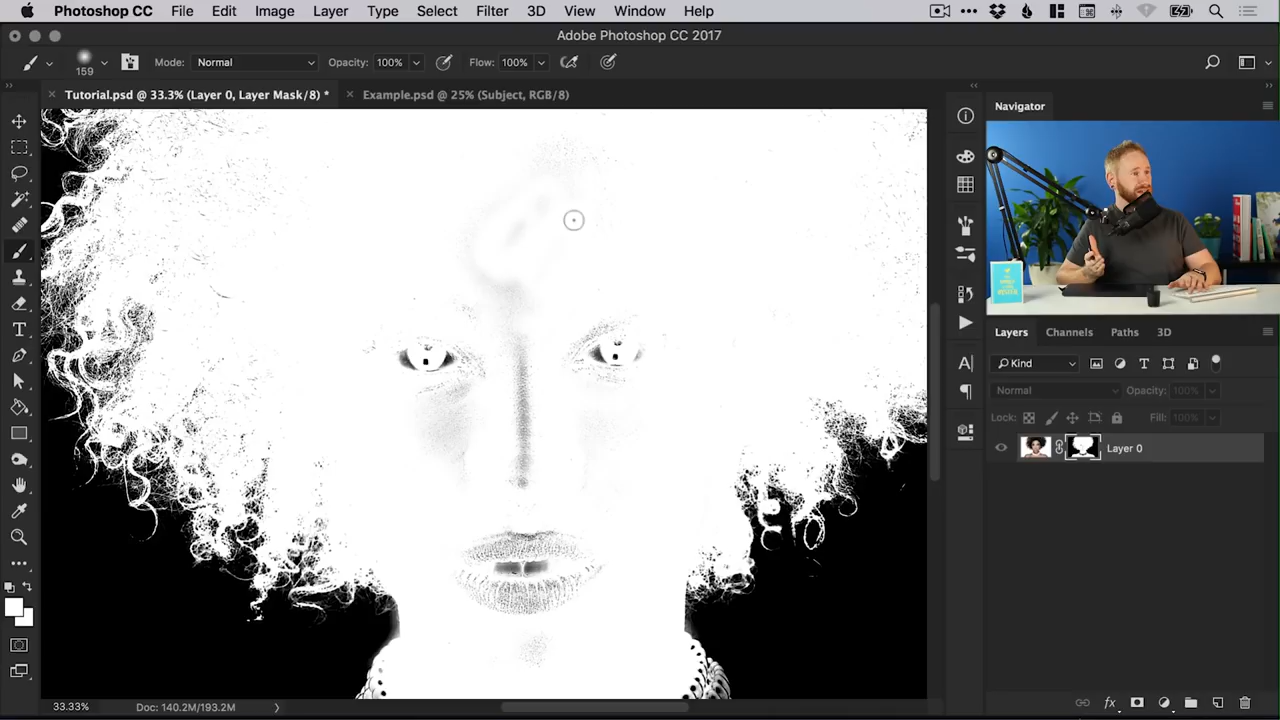 Photoshop CC File Edit Image Layer Type Select Filter 3D View Window Help
Adobe Photoshop CC 2017
159 Mode: Normal Opacity: 100% Flow: 100%
Tutorial.psd @ 33.3% (Layer 0, Layer Mask/8) * Example.psd @ 25% (Subject, RGB/8)
Navigator
Layers Channels Paths 3D
Kind
Normal Opacity: 100%
Lock: Fill: 100%
Layer 0
33.33% Doc: 140.2M/193.2M